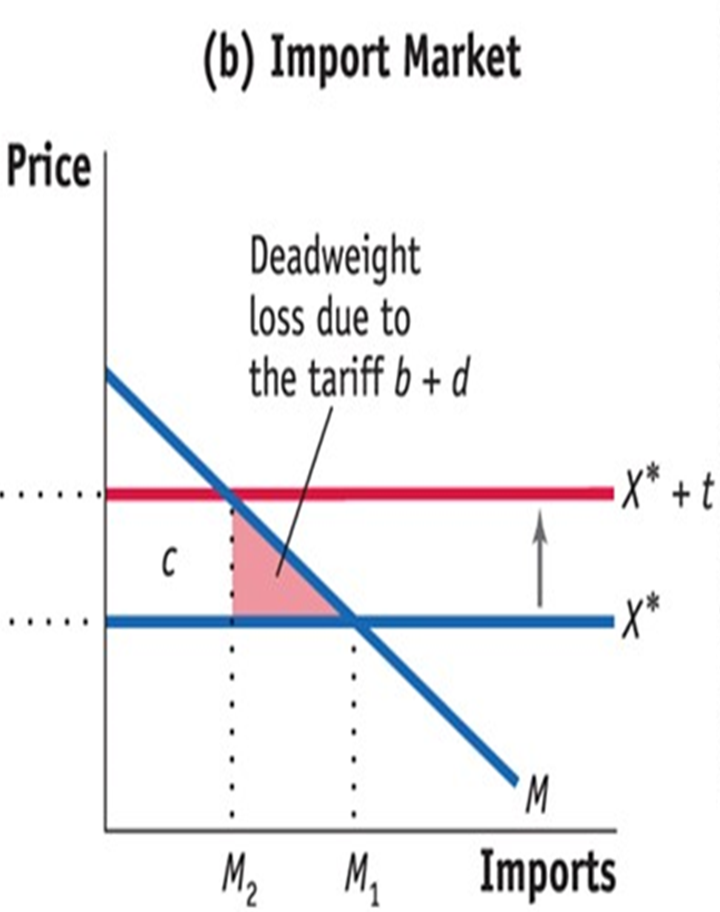 (b) Import Market
Price
Deadweight
loss due to
the tariff b + d
X* + t
c
X*
M
M₂
M₁
Imports